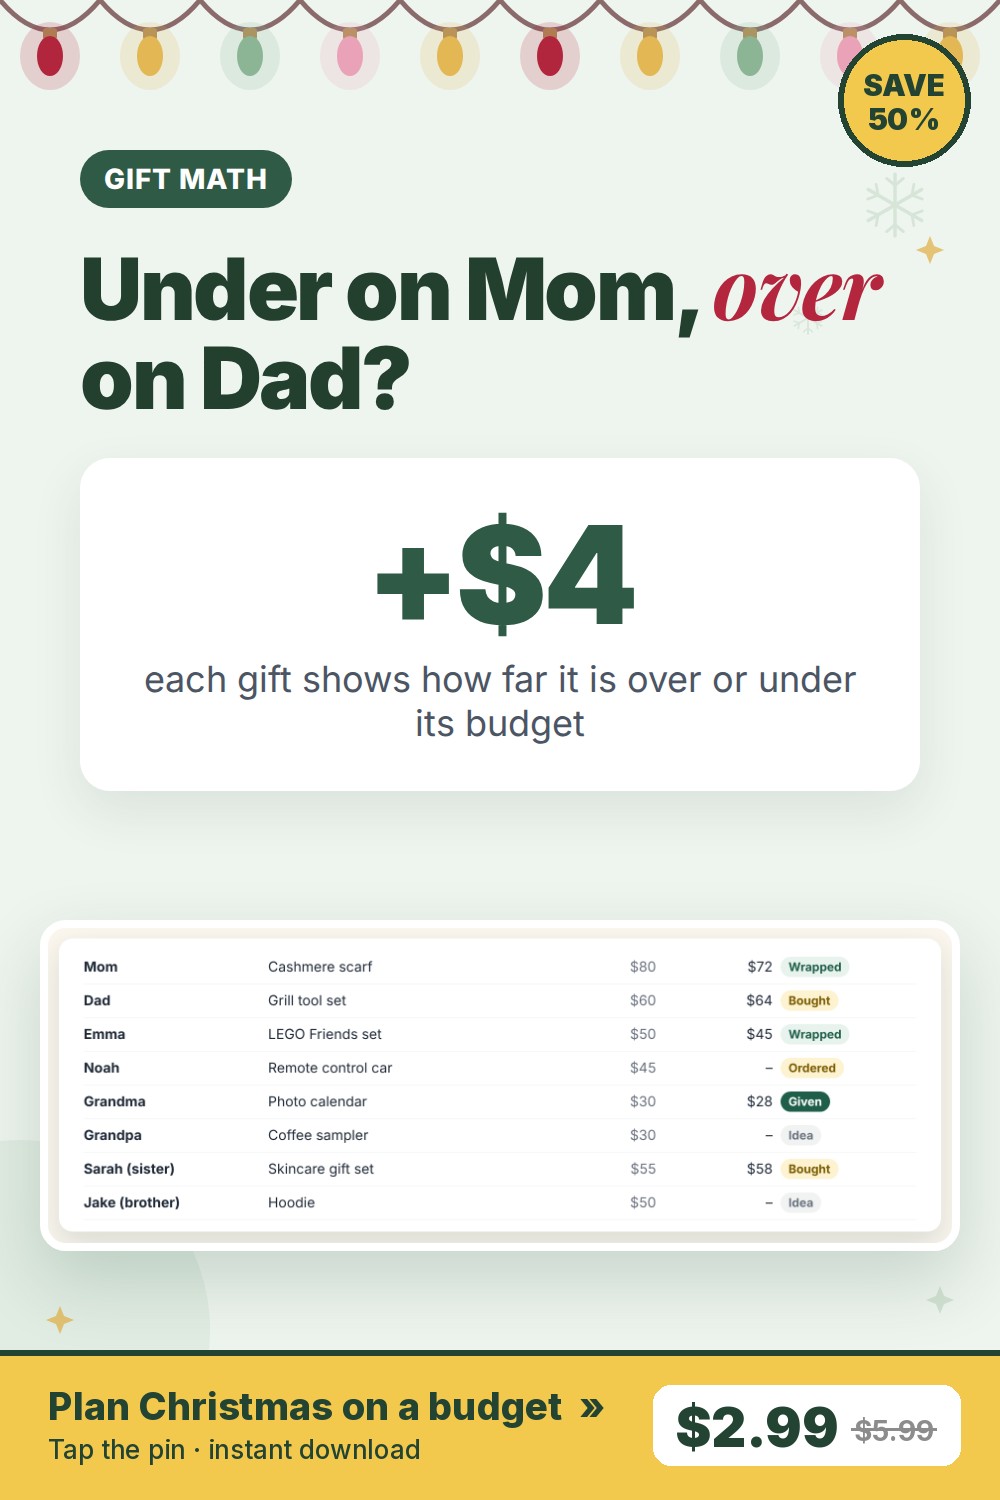 SAVE
50%
GIFT MATH
Under on Mom, over
on Dad?
+$4
each gift shows how far it is over or under
its budget
Mom Cashmere scarf $80 $72 Wrapped
Dad Grill tool set $60 $64 Bought
Emma LEGO Friends set $50 $45 Wrapped
Noah Remote control car $45 – Ordered
Grandma Photo calendar $30 $28 Given
Grandpa Coffee sampler $30 – Idea
Sarah (sister) Skincare gift set $55 $58 Bought
Jake (brother) Hoodie $50 – Idea
Plan Christmas on a budget »
Tap the pin · instant download
$2.99 $5.99